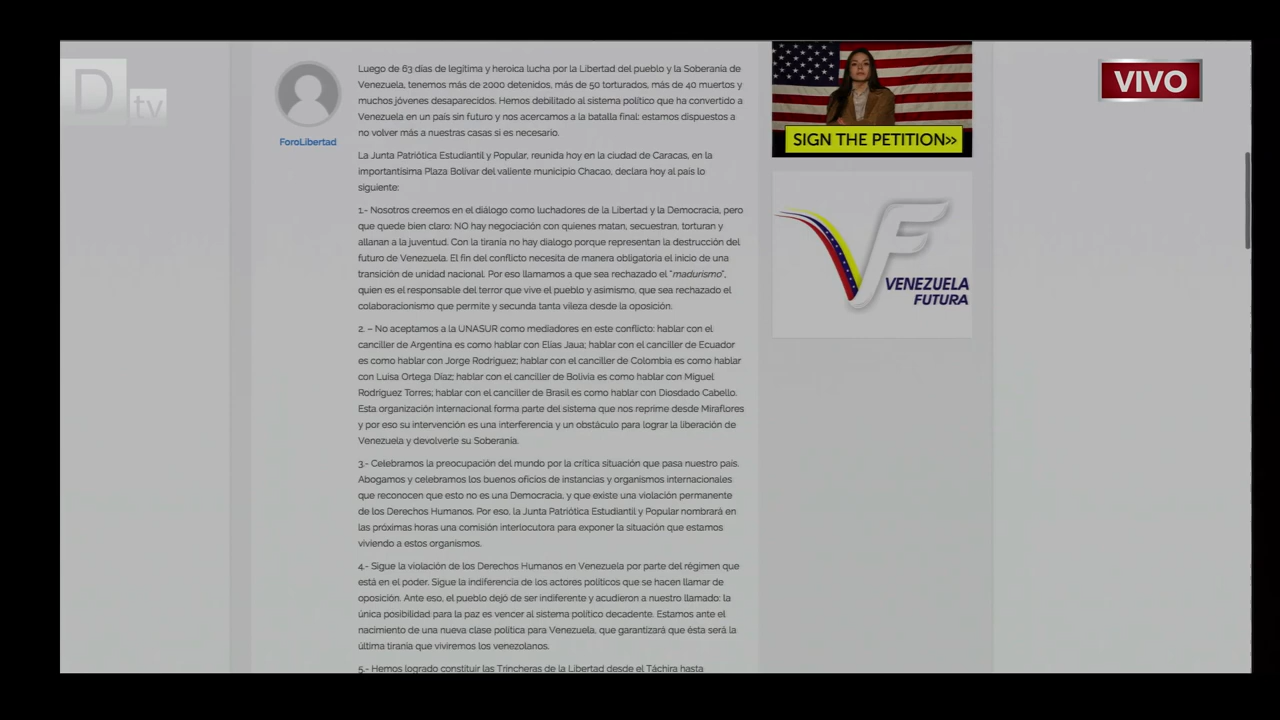 D
tv
VIVO
ForoLibertad
Luego de 63 días de legítima y heroica lucha por la Libertad del pueblo y la Soberanía de
Venezuela, tenemos más de 2000 detenidos, más de 50 torturados, más de 40 muertos y
muchos jóvenes desaparecidos. Hemos debilitado al sistema político que ha convertido a
Venezuela en un país sin futuro y nos acercamos a la batalla final: estamos dispuestos a
no volver más a nuestras casas si es necesario.
La Junta Patriótica Estudiantil y Popular, reunida hoy en la ciudad de Caracas, en la
importantísima Plaza Bolívar del valiente municipio Chacao, declara hoy al país lo
siguiente:
1.- Nosotros creemos en el diálogo como luchadores de la Libertad y la Democracia, pero
que quede bien claro: NO hay negociación con quienes matan, secuestran, torturan y
allanan a la juventud. Con la tiranía no hay dialogo porque representan la destrucción del
futuro de Venezuela. El fin del conflicto necesita de manera obligatoria el inicio de una
transición de unidad nacional. Por eso llamamos a que sea rechazado el "madurismo",
quien es el responsable del terror que vive el pueblo y asimismo, que sea rechazado el
colaboracionismo que permite y secunda tanta vileza desde la oposición.
2. – No aceptamos a la UNASUR como mediadores en este conflicto: hablar con el
canciller de Argentina es como hablar con Elías Jaua; hablar con el canciller de Ecuador
es como hablar con Jorge Rodríguez; hablar con el canciller de Colombia es como hablar
con Luisa Ortega Díaz; hablar con el canciller de Bolivia es como hablar con Miguel
Rodríguez Torres; hablar con el canciller de Brasil es como hablar con Diosdado Cabello.
Esta organización internacional forma parte del sistema que nos reprime desde Miraflores
y por eso su intervención es una interferencia y un obstáculo para lograr la liberación de
Venezuela y devolverle su Soberanía.
3.- Celebramos la preocupación del mundo por la crítica situación que pasa nuestro país.
Abogamos y celebramos los buenos oficios de instancias y organismos internacionales
que reconocen que esto no es una Democracia, y que existe una violación permanente
de los Derechos Humanos. Por eso, la Junta Patriótica Estudiantil y Popular nombrará en
las próximas horas una comisión interlocutora para exponer la situación que estamos
viviendo a estos organismos.
4.- Sigue la violación de los Derechos Humanos en Venezuela por parte del régimen que
está en el poder. Sigue la indiferencia de los actores políticos que se hacen llamar de
oposición. Ante eso, el pueblo dejó de ser indiferente y acudieron a nuestro llamado: la
única posibilidad para la paz es vencer al sistema político decadente. Estamos ante el
nacimiento de una nueva clase política para Venezuela, que garantizará que ésta será la
última tiranía que viviremos los venezolanos.
5.- Hemos logrado constituir las Trincheras de la Libertad desde el Táchira hasta
SIGN THE PETITION»
VF
VENEZUELA
FUTURA